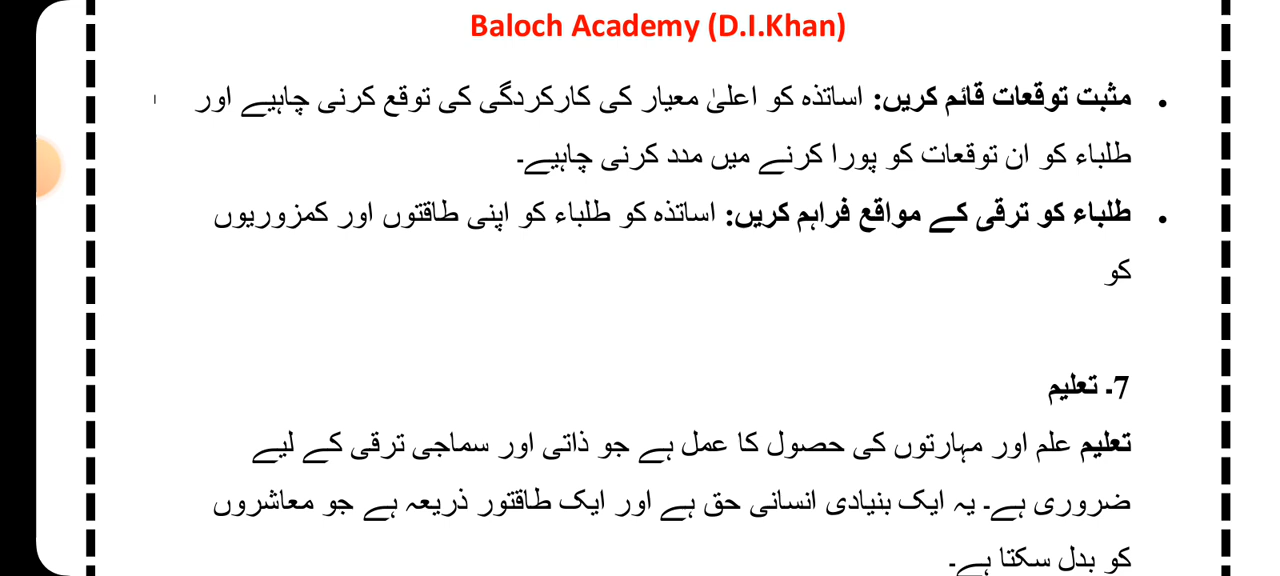 Baloch Academy (D.I.Khan)
• مثبت توقعات قائم کریں: اساتذہ کو اعلیٰ معیار کی کارکردگی کی توقع کرنی چاہیے اور
طلباء کو ان توقعات کو پورا کرنے میں مدد کرنی چاہیے۔
• طلباء کو ترقی کے مواقع فراہم کریں: اساتذہ کو طلباء کو اپنی طاقتوں اور کمزوریوں
کو
7۔ تعلیم
تعلیم علم اور مہارتوں کی حصول کا عمل ہے جو ذاتی اور سماجی ترقی کے لیے
ضروری ہے۔ یہ ایک بنیادی انسانی حق ہے اور ایک طاقتور ذریعہ ہے جو معاشروں
کو بدل سکتا ہے۔